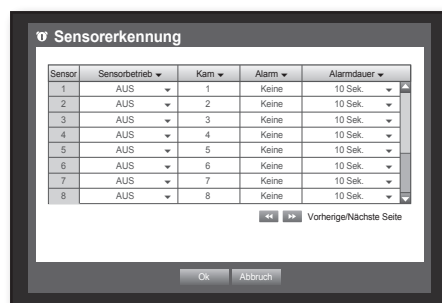 Sensorerkennung
Sensor Sensorbetrieb Kam Alarm Alarmdauer
1 AUS 1 Keine 10 Sek.
2 AUS 2 Keine 10 Sek.
3 AUS 3 Keine 10 Sek.
4 AUS 4 Keine 10 Sek.
5 AUS 5 Keine 10 Sek.
6 AUS 6 Keine 10 Sek.
7 AUS 7 Keine 10 Sek.
8 AUS 8 Keine 10 Sek.
Vorherige/Nächste Seite
Ok Abbruch